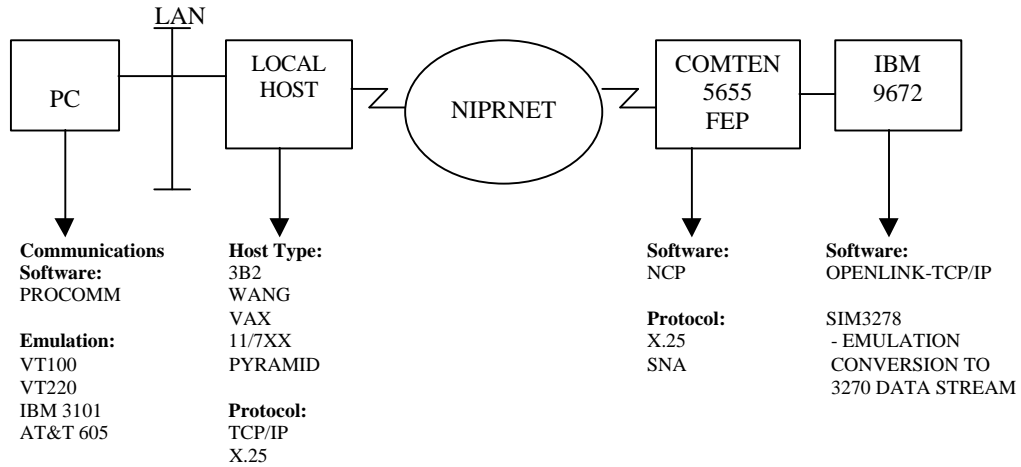 LAN
PC
LOCAL
HOST
NIPRNET
COMTEN
5655
FEP
IBM
9672
Communications
Software:
PROCOMM
Emulation:
VT100
VT220
IBM 3101
AT&T 605
Host Type:
3B2
WANG
VAX
11/7XX
PYRAMID
Protocol:
TCP/IP
X.25
Software:
NCP
Protocol:
X.25
SNA
Software:
OPENLINK-TCP/IP
SIM3278
- EMULATION
CONVERSION TO
3270 DATA STREAM